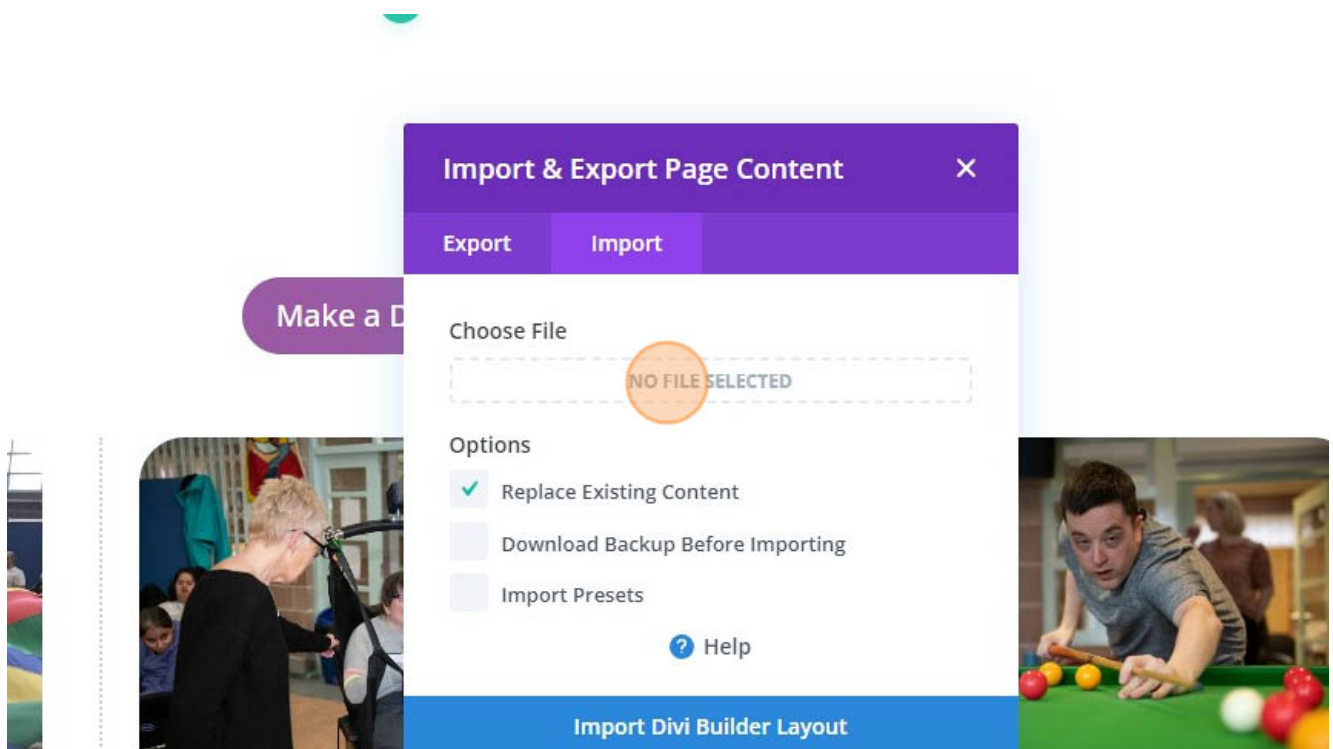 Import & Export Page Content
Export Import
Make a D
Choose File
NO FILE SELECTED
Options
Replace Existing Content
Download Backup Before Importing
Import Presets
? Help
Import Divi Builder Layout